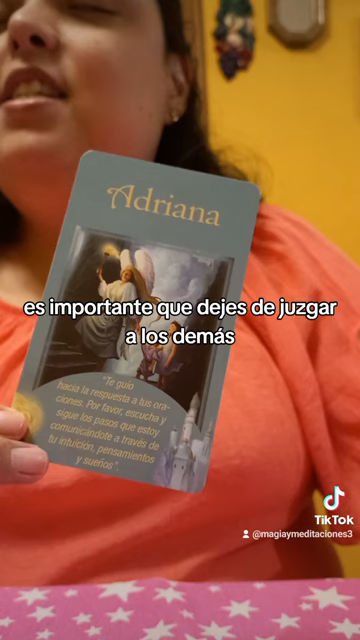 Adriana
es importante que dejes de juzgar
a los demás
"Te guío
hacia la respuesta a tus ora-
ciones. Por favor, escucha y
sigue los pasos que estoy
comunicándote a través de
tu intuición, pensamientos
y sueños".
TikTok
@magiaymeditaciones3